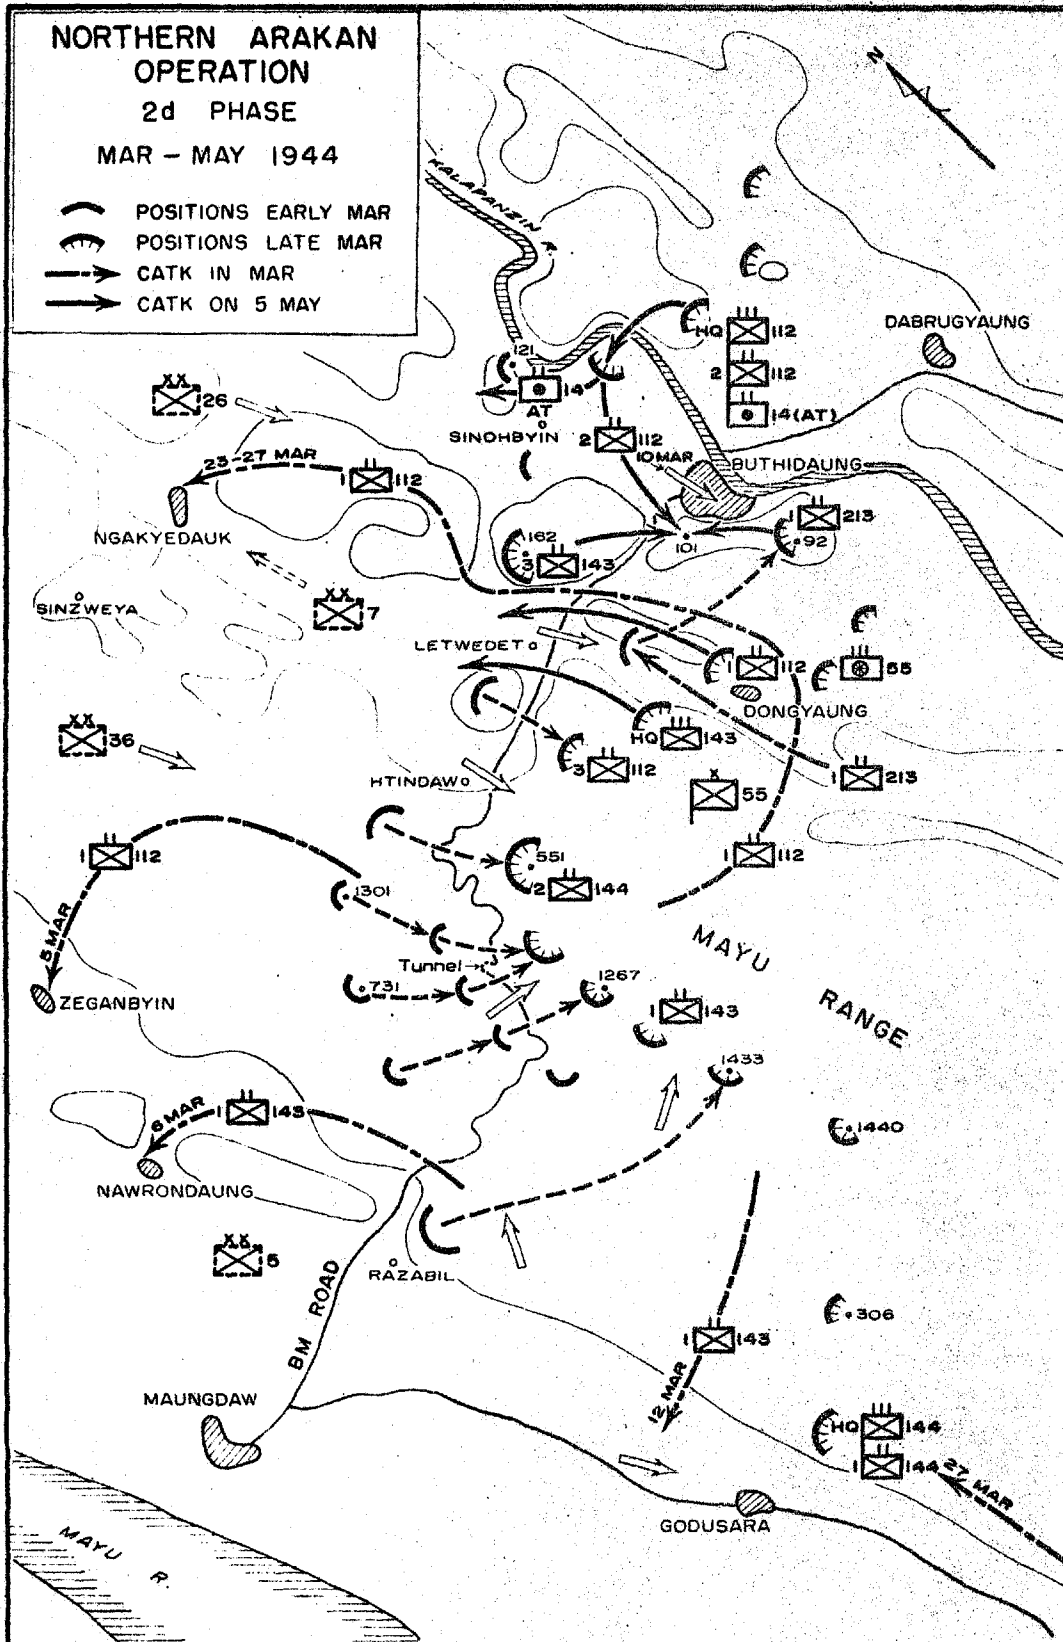 NORTHERN ARAKAN
OPERATION
2d PHASE
MAR – MAY 1944
POSITIONS EARLY MAR
POSITIONS LATE MAR
CATK IN MAR
CATK ON 5 MAY
N
KALAPANZIN R.
HQ 112
2 112
14(AT)
DABRUGYAUNG
121
14
AT
SINOHBYIN
XX 26
2 112
10 MAR
BUTHIDAUNG
23-27 MAR
1 112
NGAKYEDAUK
1 213
92
101
162
3 143
XX 7
SINZWEYA
LETWEDET
1 112
55
DONGYAUNG
XX 36
HQ 143
3 112
1 213
X 55
HTINDAW
1 112
1 112
551
2 144
1301
5 MAR
MAYU RANGE
Tunnel
731
1267
ZEGANBYIN
1 143
1433
6 MAR
1 143
1440
NAWRONDAUNG
XX 5
RAZABIL
BM ROAD
306
1 143
12 MAR
MAUNGDAW
HQ 144
1 144
27 MAR
GODUSARA
MAYU R.